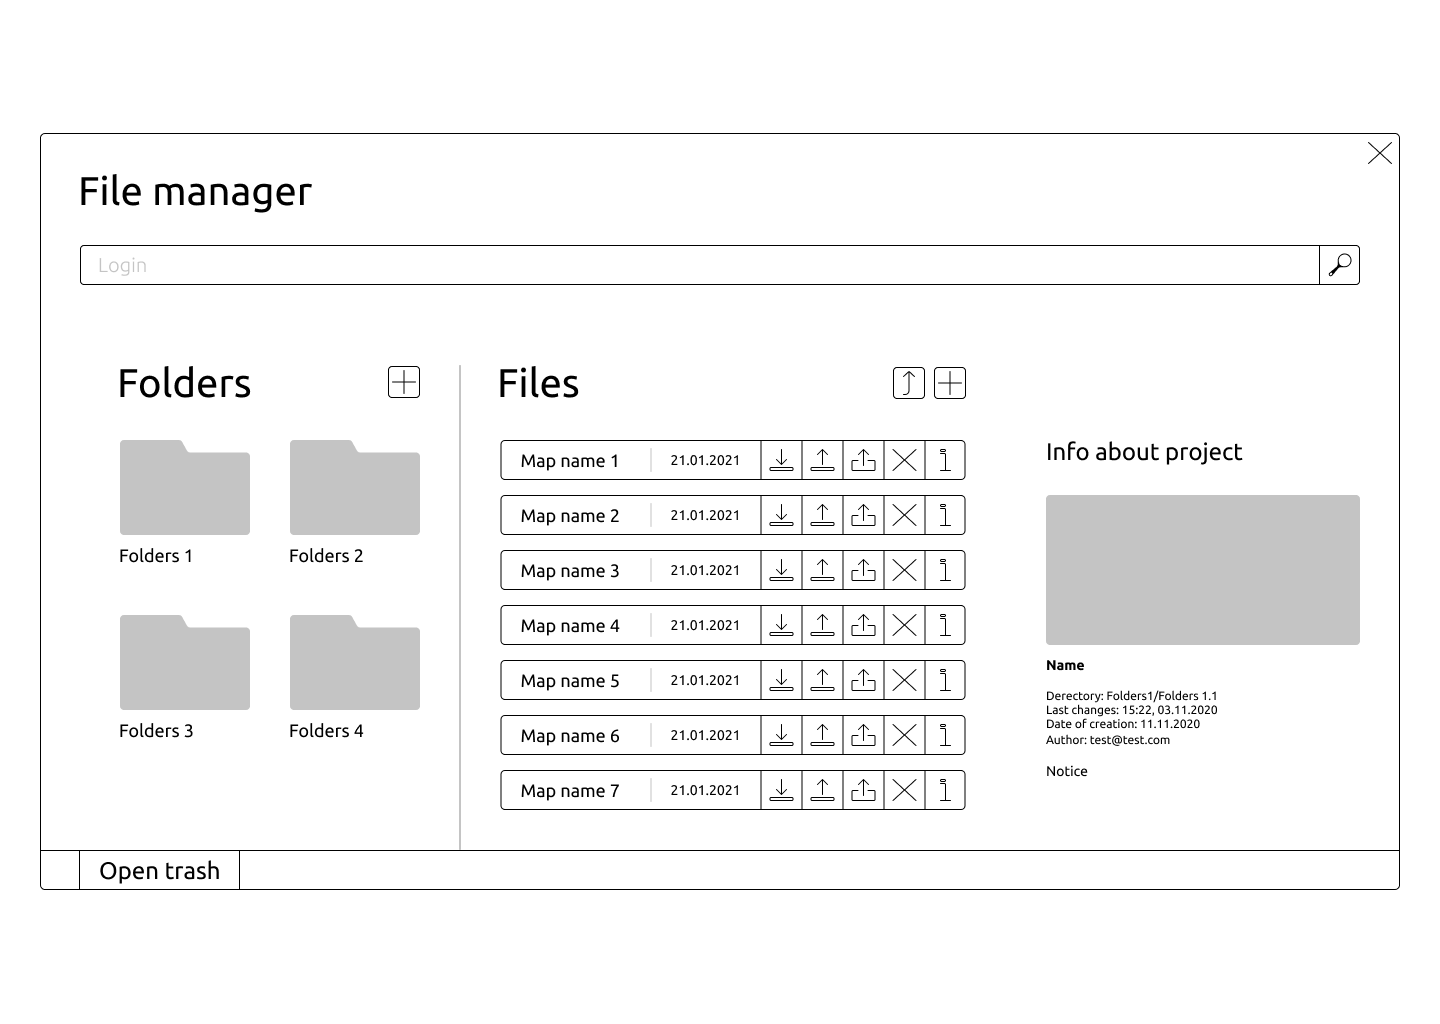 File manager
Login
Folders
Folders 1
Folders 2
Folders 3
Folders 4
Files
Map name 1 21.01.2021
Map name 2 21.01.2021
Map name 3 21.01.2021
Map name 4 21.01.2021
Map name 5 21.01.2021
Map name 6 21.01.2021
Map name 7 21.01.2021
Info about project
Name
Derectory: Folders1/Folders 1.1
Last changes: 15:22, 03.11.2020
Date of creation: 11.11.2020
Author: test@test.com
Notice
Open trash